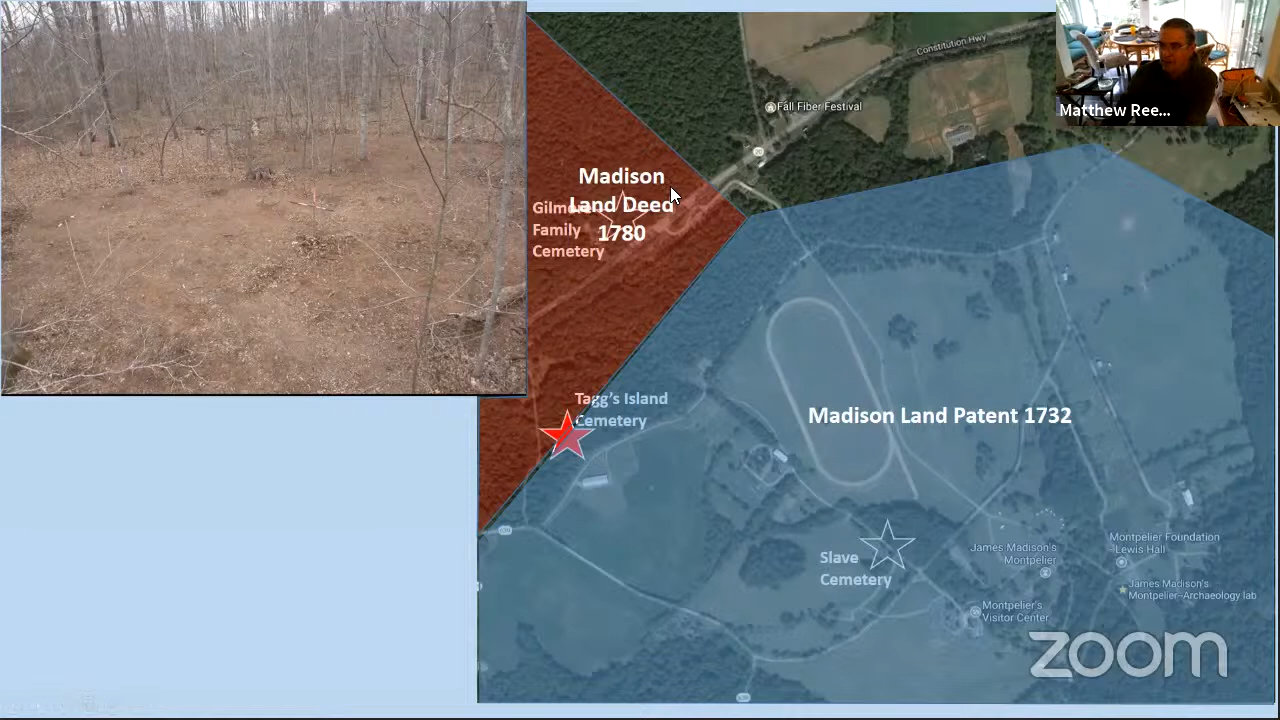 Constitution Hwy
Fall Fiber Festival
20
Matthew Ree...
Madison
Land Deed
1780
Gilmore
Family
Cemetery
Tagg's Island
Cemetery
Madison Land Patent 1732
Slave
Cemetery
James Madison's
Montpelier
Montpelier Foundation
Lewis Hall
James Madison's
Montpelier-Archaeology lab
Montpelier's
Visitor Center
zoom